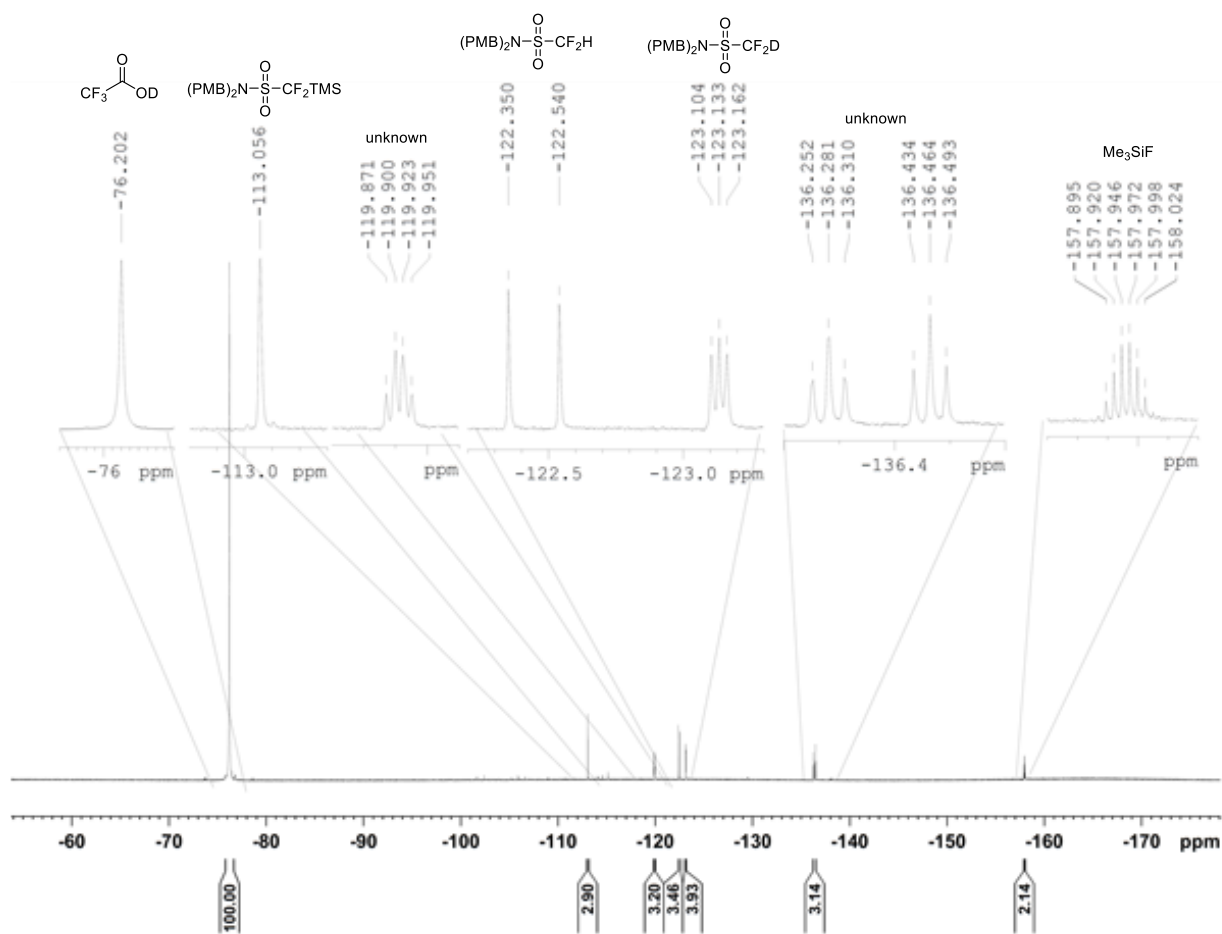 O
CF3
OD
-76.202
O
(PMB)2N-S-CF2TMS
O
-113.056
unknown
-119.871
-119.900
-119.923
-119.951
O
(PMB)2N-S-CF2H
O
-122.350
-122.540
O
(PMB)2N-S-CF2D
O
-123.104
-123.133
-123.162
unknown
-136.252
-136.281
-136.310
-136.434
-136.464
-136.493
Me3SiF
-157.895
-157.920
-157.946
-157.972
-157.998
-158.024
-76 ppm
-113.0 ppm
ppm
-122.5 -123.0 ppm
-136.4 ppm
ppm
-60 -70 -80 -90 -100 -110 -120 -130 -140 -150 -160 -170 ppm
100.00
2.90
3.20
3.46
3.93
3.14
2.14